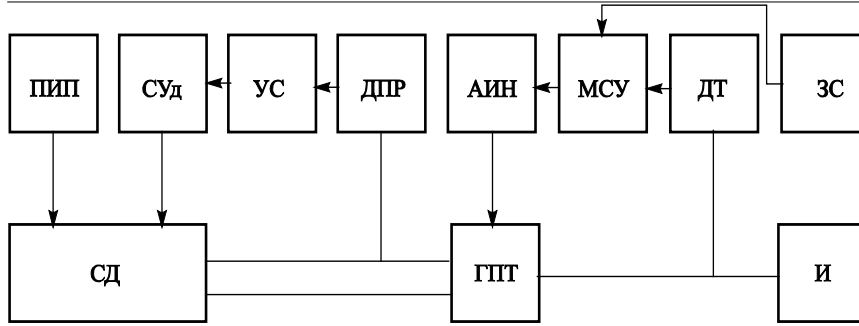 ПИП СУд УС ДПР АИН МСУ ДТ ЗС
СД ГПТ И